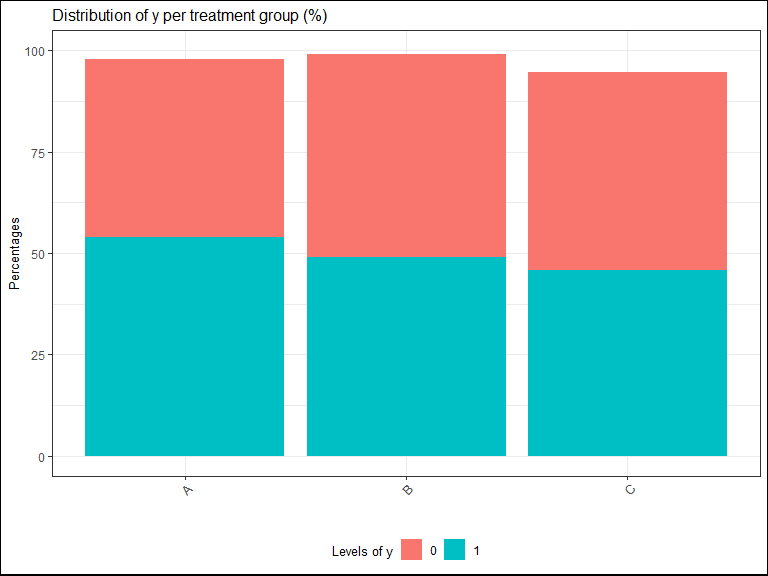 Distribution of y per treatment group (%)
100
75
50
25
0
Percentages
A
B
C
Levels of y 0 1